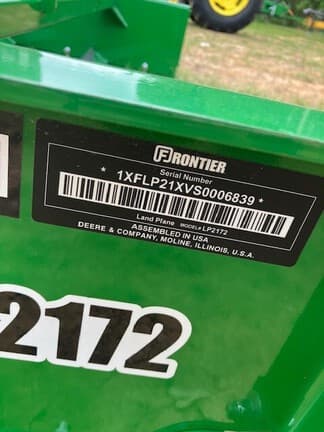 FRONTIER
Serial Number
* 1XFLP21XVS0006839 *
Land Plane MODEL# LP2172
ASSEMBLED IN USA
DEERE & COMPANY, MOLINE, ILLINOIS, U.S.A.
2172